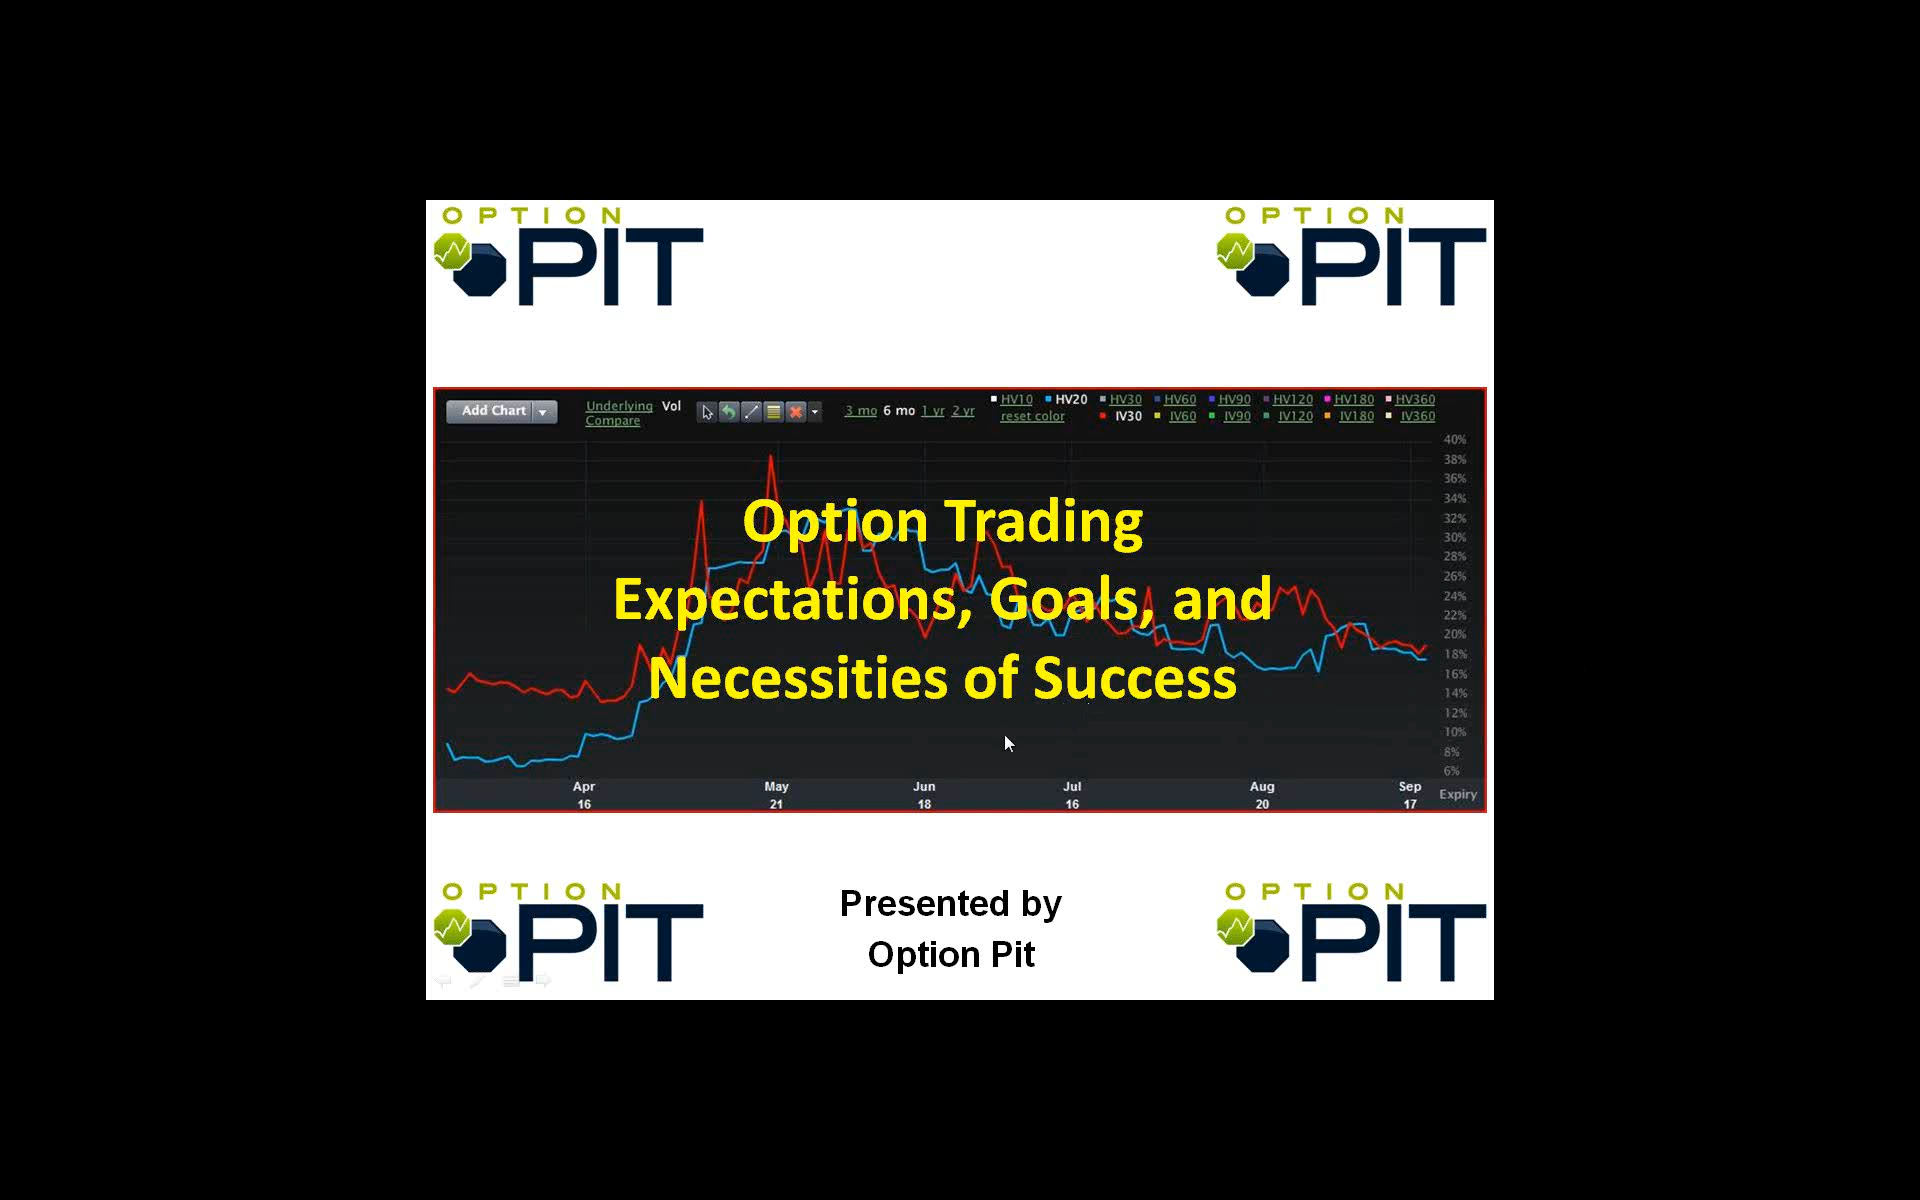 OPTION
PIT
OPTION
PIT
Add Chart
Underlying Vol
Compare
3 mo 6 mo 1 yr 2 yr
HV10 HV20 HV30 HV60 HV90 HV120 HV180 HV360
reset color IV30 IV60 IV90 IV120 IV180 IV360
40%
38%
36%
34%
32%
30%
28%
26%
24%
22%
20%
18%
16%
14%
12%
10%
8%
6%
Option Trading
Expectations, Goals, and
Necessities of Success
Apr May Jun Jul Aug Sep
16 21 18 16 20 17
Expiry
OPTION
PIT
Presented by
Option Pit
OPTION
PIT